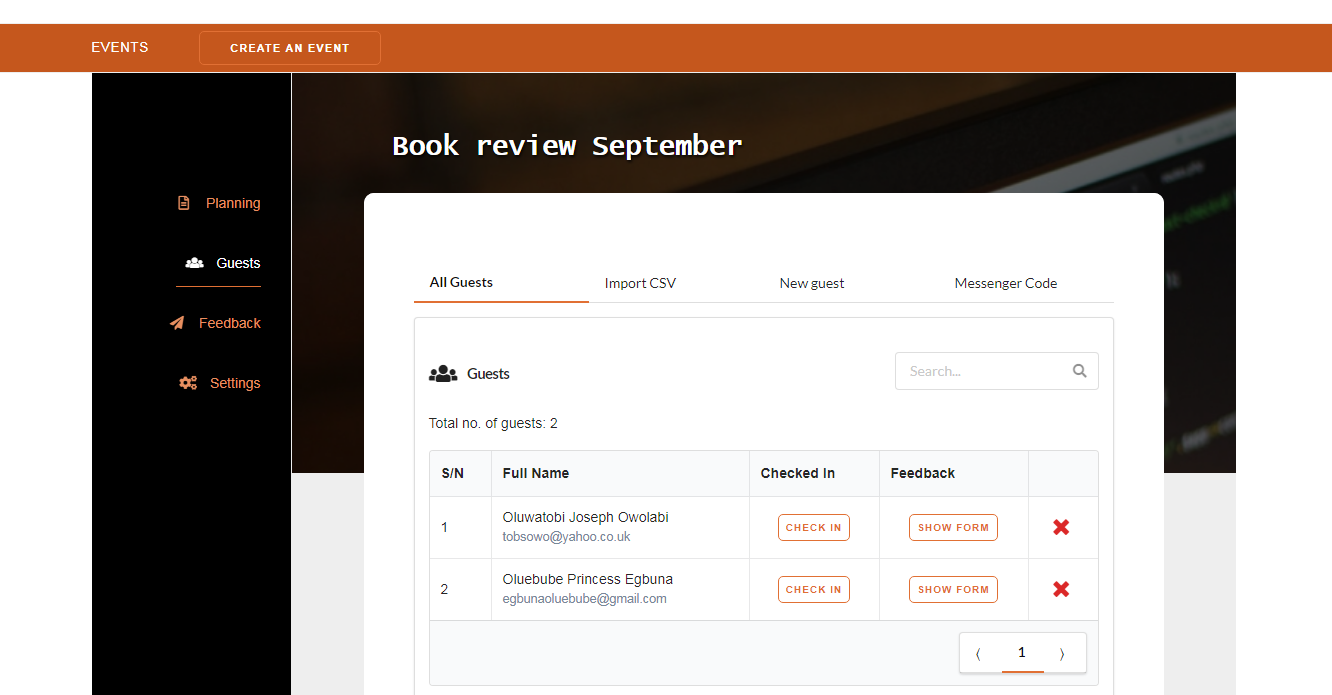 EVENTS
CREATE AN EVENT
Book review September
Planning
Guests
Feedback
Settings
All Guests
Import CSV
New guest
Messenger Code
Guests
Search...
Total no. of guests: 2
S/N Full Name Checked In Feedback
1 Oluwatobi Joseph Owolabi CHECK IN SHOW FORM
tobsowo@yahoo.co.uk
2 Oluebube Princess Egbuna CHECK IN SHOW FORM
egbunaoluebube@gmail.com
⟨ 1 ⟩